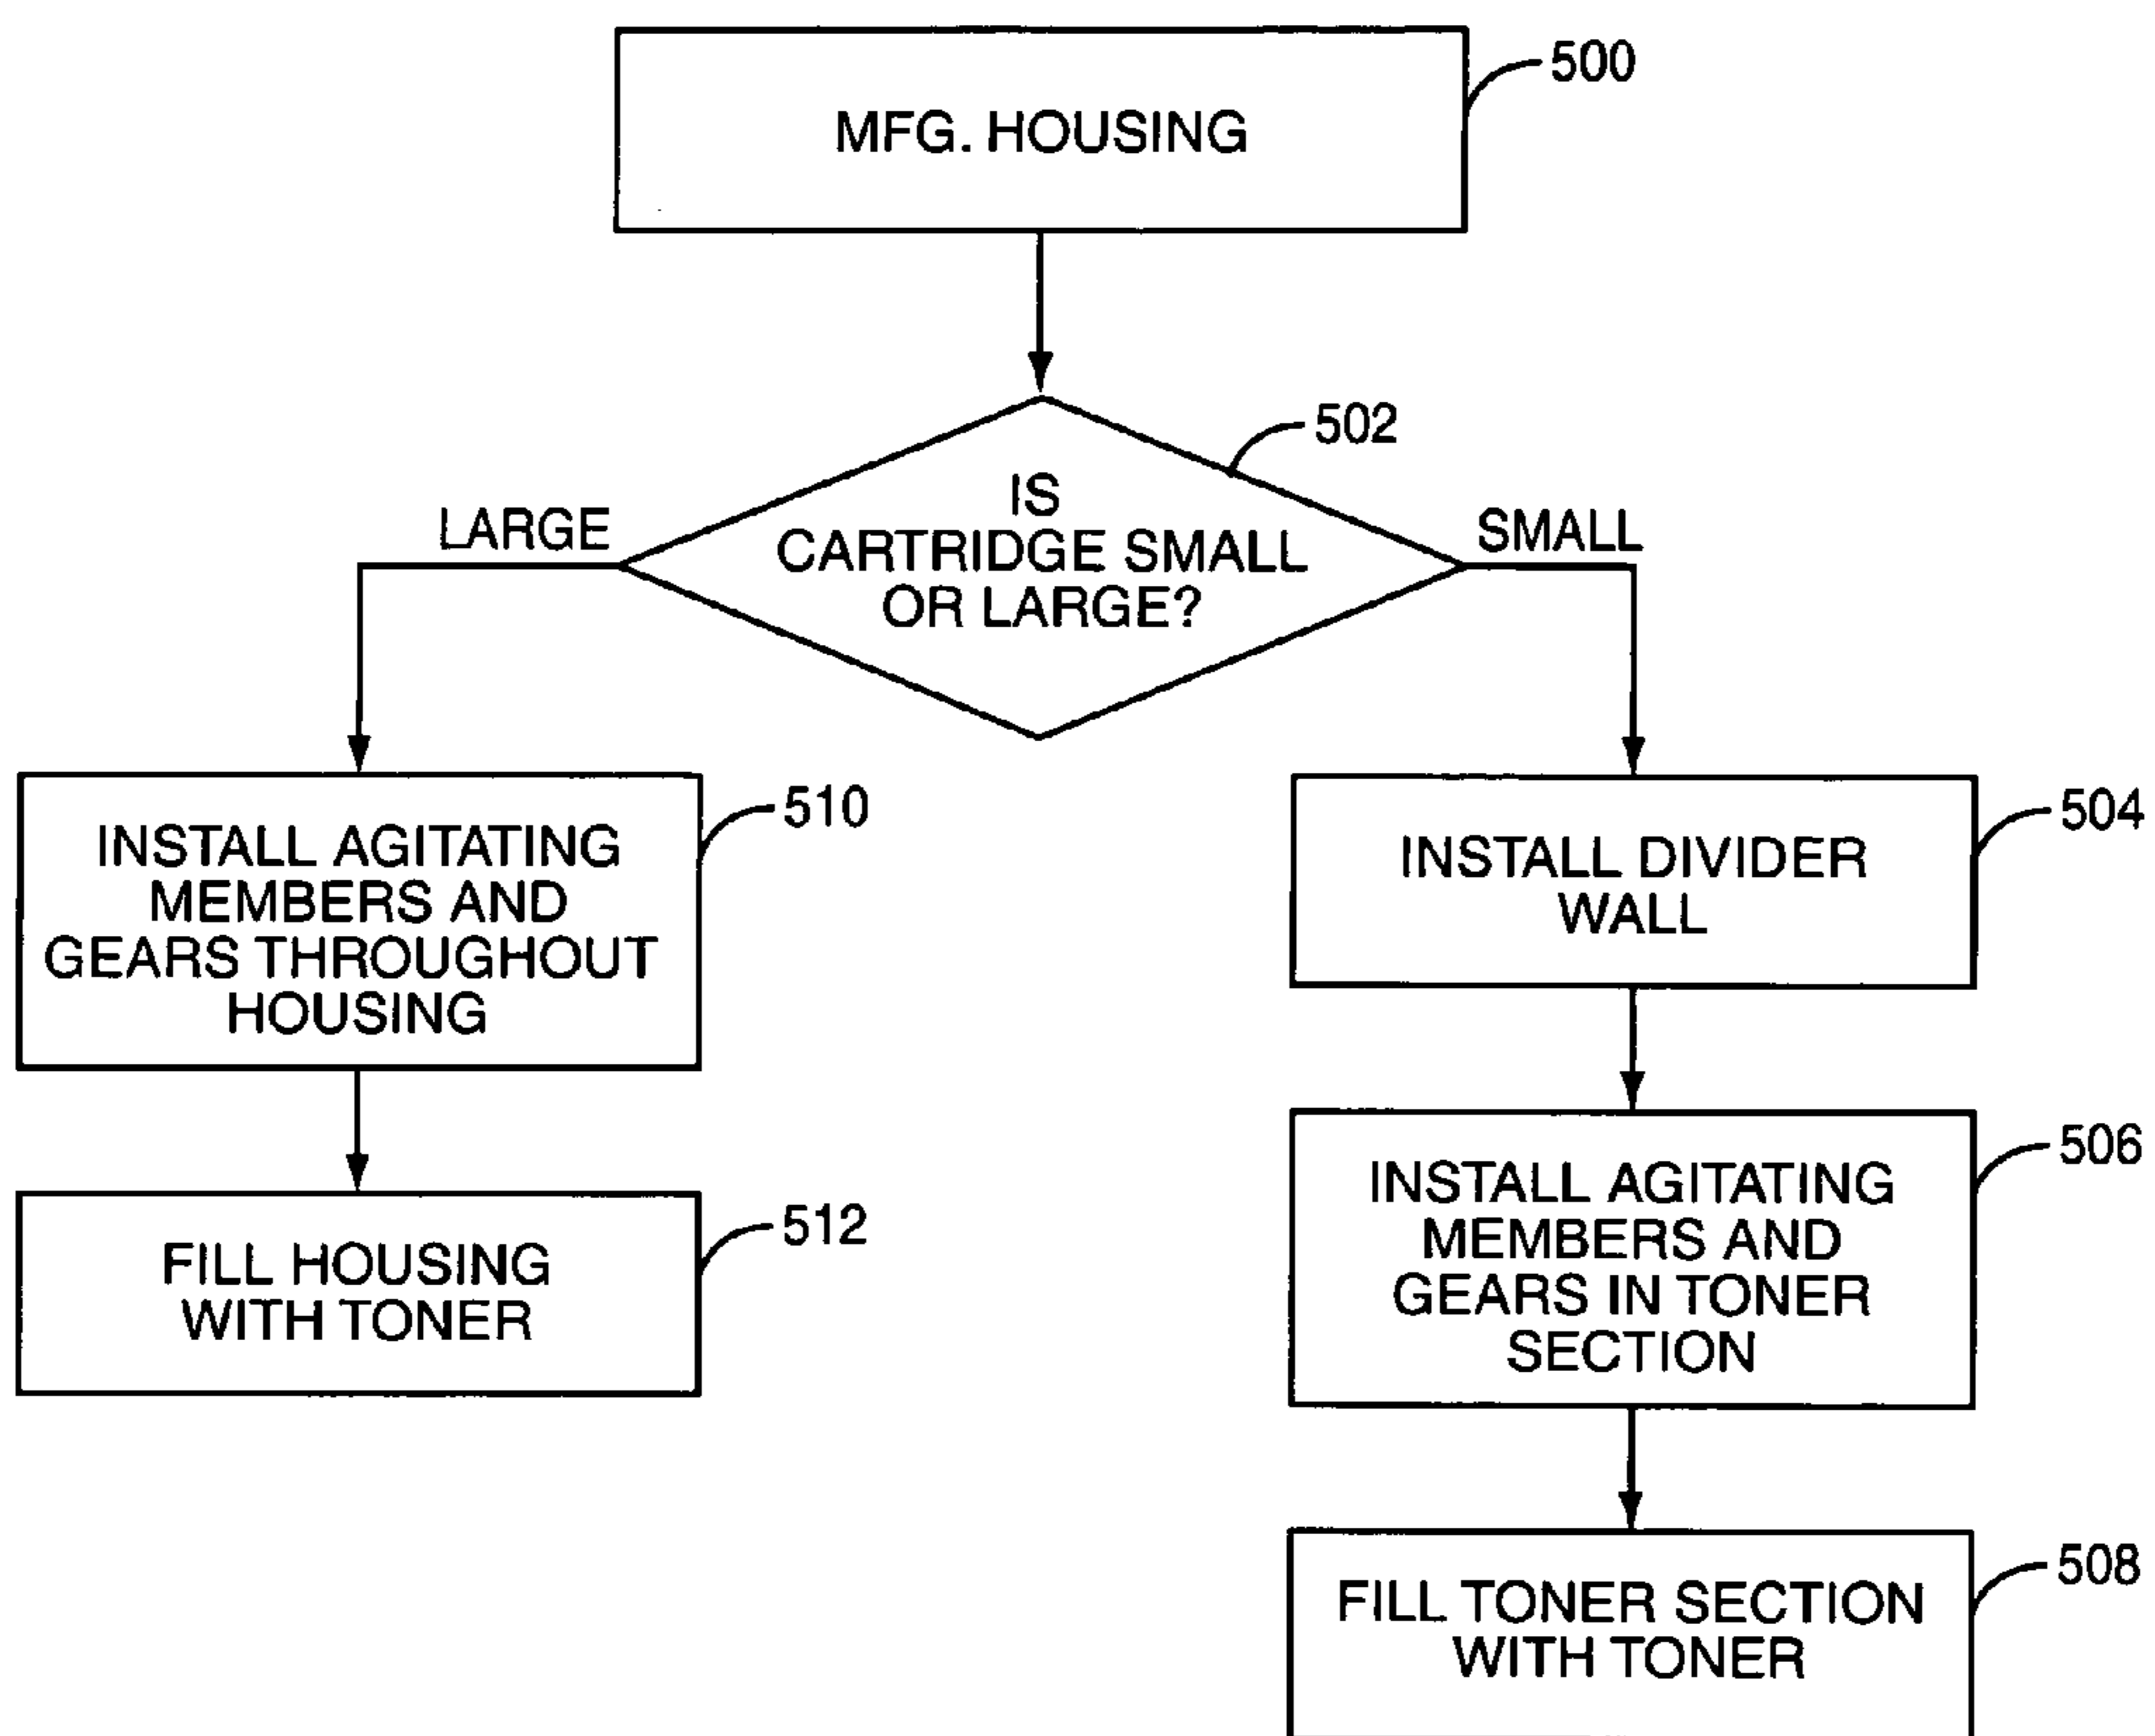 500
MFG. HOUSING
502
IS
CARTRIDGE SMALL
OR LARGE?
LARGE
SMALL
510
INSTALL AGITATING
MEMBERS AND
GEARS THROUGHOUT
HOUSING
512
FILL HOUSING
WITH TONER
504
INSTALL DIVIDER
WALL
506
INSTALL AGITATING
MEMBERS AND
GEARS IN TONER
SECTION
508
FILL TONER SECTION
WITH TONER